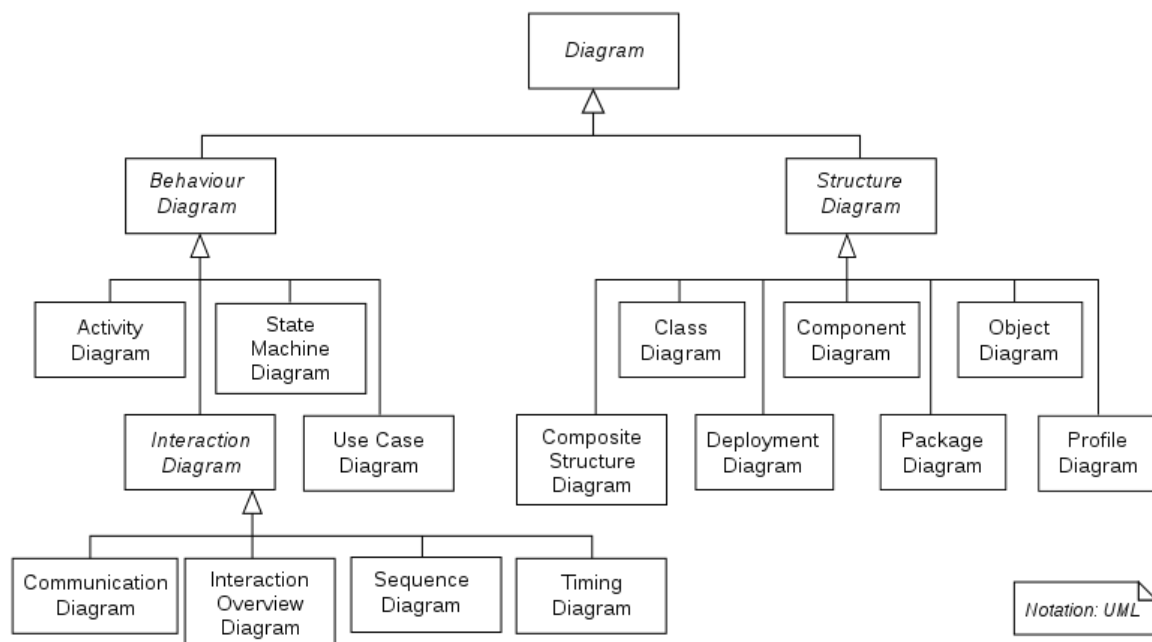 Diagram
Behaviour
Diagram
Structure
Diagram
Activity
Diagram
State
Machine
Diagram
Class
Diagram
Component
Diagram
Object
Diagram
Interaction
Diagram
Use Case
Diagram
Composite
Structure
Diagram
Deployment
Diagram
Package
Diagram
Profile
Diagram
Communication
Diagram
Interaction
Overview
Diagram
Sequence
Diagram
Timing
Diagram
Notation: UML